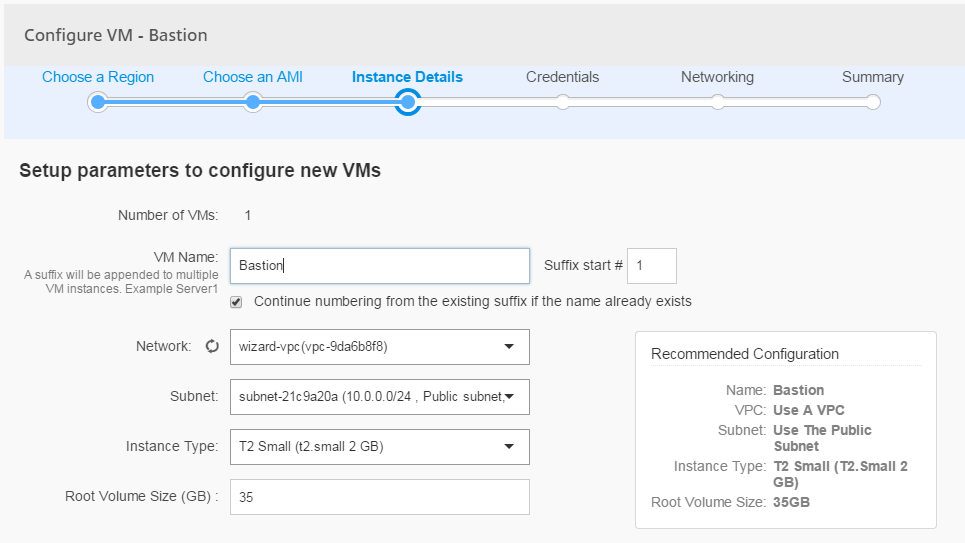 Configure VM - Bastion
Choose a Region Choose an AMI Instance Details Credentials Networking Summary
Setup parameters to configure new VMs
Number of VMs: 1
VM Name: Bastion Suffix start # 1
A suffix will be appended to multiple
VM instances. Example Server1
Continue numbering from the existing suffix if the name already exists
Network: wizard-vpc(vpc-9da6b8f8)
Subnet: subnet-21c9a20a (10.0.0.0/24 , Public subnet,
Instance Type: T2 Small (t2.small 2 GB)
Root Volume Size (GB) : 35
Recommended Configuration
Name: Bastion
VPC: Use A VPC
Subnet: Use The Public
Subnet
Instance Type: T2 Small (T2.Small 2
GB)
Root Volume Size: 35GB